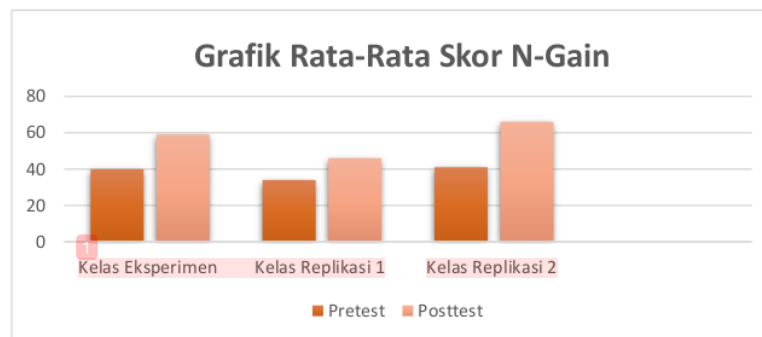 Grafik Rata-Rata Skor N-Gain
80
60
40
20
0
1
Kelas Eksperimen Kelas Replikasi 1 Kelas Replikasi 2
Pretest Posttest